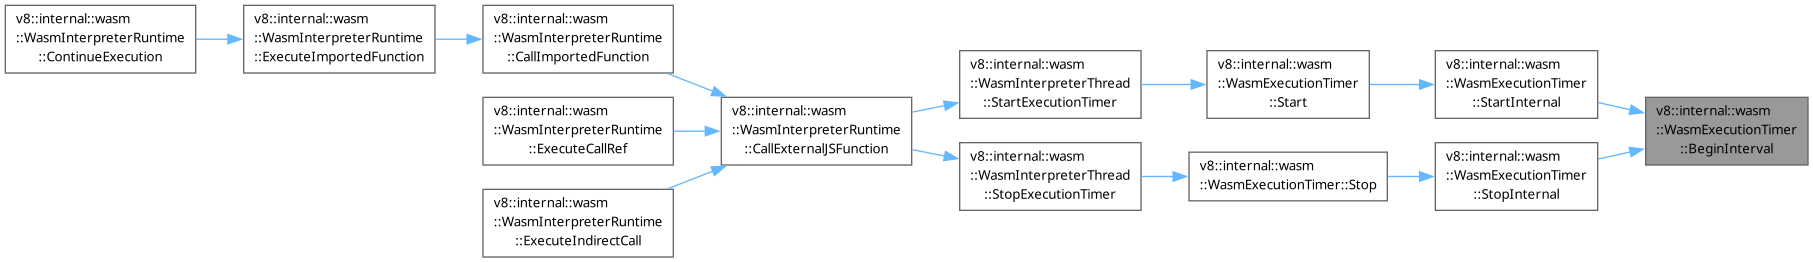 v8::internal::wasm
::WasmInterpreterRuntime
::ContinueExecution
v8::internal::wasm
::WasmInterpreterRuntime
::ExecuteImportedFunction
v8::internal::wasm
::WasmInterpreterRuntime
::CallImportedFunction
v8::internal::wasm
::WasmInterpreterRuntime
::ExecuteCallRef
v8::internal::wasm
::WasmInterpreterRuntime
::ExecuteIndirectCall
v8::internal::wasm
::WasmInterpreterRuntime
::CallExternalJSFunction
v8::internal::wasm
::WasmInterpreterThread
::StartExecutionTimer
v8::internal::wasm
::WasmInterpreterThread
::StopExecutionTimer
v8::internal::wasm
::WasmExecutionTimer
::Start
v8::internal::wasm
::WasmExecutionTimer::Stop
v8::internal::wasm
::WasmExecutionTimer
::StartInternal
v8::internal::wasm
::WasmExecutionTimer
::StopInternal
v8::internal::wasm
::WasmExecutionTimer
::BeginInterval